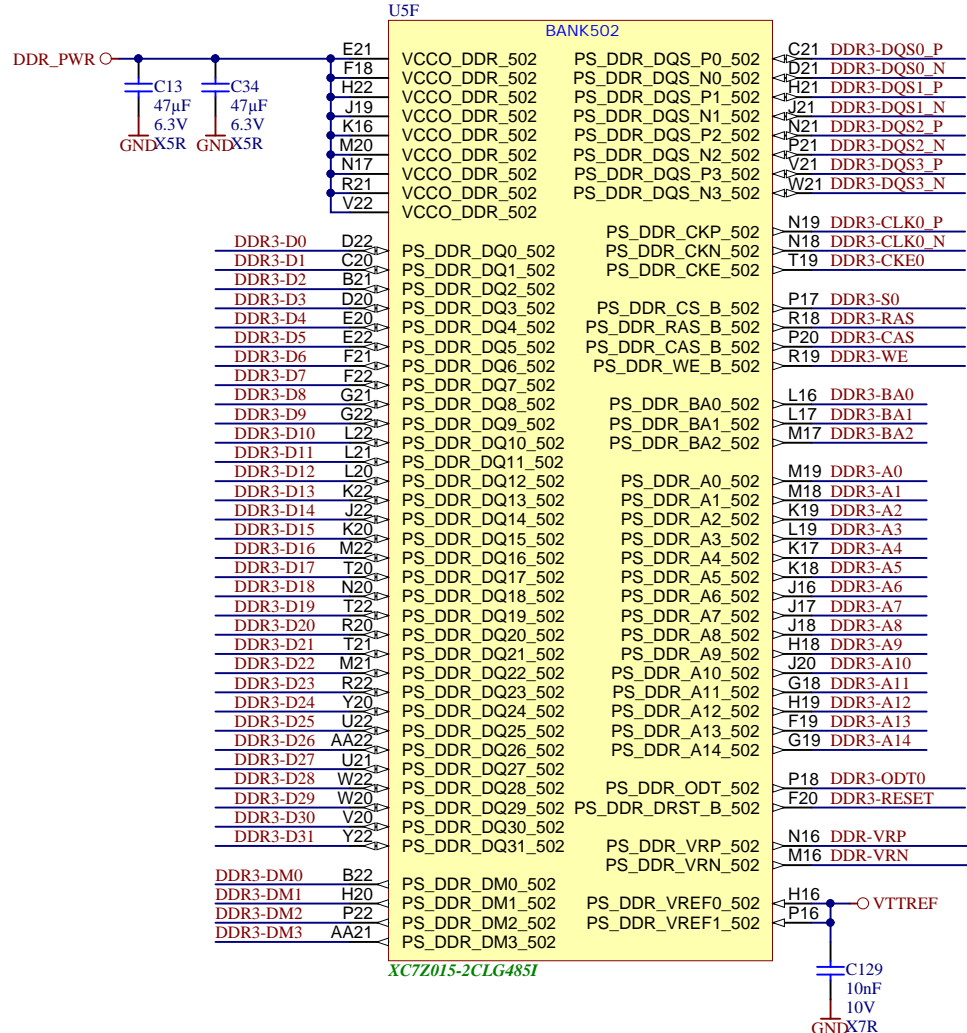 U5F
BANK502
DDR_PWR
C13
47µF
6.3V
X5R
GND
C34
47µF
6.3V
X5R
GND
E21 VCCO_DDR_502
F18 VCCO_DDR_502
H22 VCCO_DDR_502
J19 VCCO_DDR_502
K16 VCCO_DDR_502
M20 VCCO_DDR_502
N17 VCCO_DDR_502
R21 VCCO_DDR_502
V22 VCCO_DDR_502
DDR3-D0 D22 PS_DDR_DQ0_502
DDR3-D1 C20 PS_DDR_DQ1_502
DDR3-D2 B21 PS_DDR_DQ2_502
DDR3-D3 D20 PS_DDR_DQ3_502
DDR3-D4 E20 PS_DDR_DQ4_502
DDR3-D5 E22 PS_DDR_DQ5_502
DDR3-D6 F21 PS_DDR_DQ6_502
DDR3-D7 F22 PS_DDR_DQ7_502
DDR3-D8 G21 PS_DDR_DQ8_502
DDR3-D9 G22 PS_DDR_DQ9_502
DDR3-D10 L22 PS_DDR_DQ10_502
DDR3-D11 L21 PS_DDR_DQ11_502
DDR3-D12 L20 PS_DDR_DQ12_502
DDR3-D13 K22 PS_DDR_DQ13_502
DDR3-D14 J22 PS_DDR_DQ14_502
DDR3-D15 K20 PS_DDR_DQ15_502
DDR3-D16 M22 PS_DDR_DQ16_502
DDR3-D17 T20 PS_DDR_DQ17_502
DDR3-D18 N20 PS_DDR_DQ18_502
DDR3-D19 T22 PS_DDR_DQ19_502
DDR3-D20 R20 PS_DDR_DQ20_502
DDR3-D21 T21 PS_DDR_DQ21_502
DDR3-D22 M21 PS_DDR_DQ22_502
DDR3-D23 R22 PS_DDR_DQ23_502
DDR3-D24 Y20 PS_DDR_DQ24_502
DDR3-D25 U22 PS_DDR_DQ25_502
DDR3-D26 AA22 PS_DDR_DQ26_502
DDR3-D27 U21 PS_DDR_DQ27_502
DDR3-D28 W22 PS_DDR_DQ28_502
DDR3-D29 W20 PS_DDR_DQ29_502
DDR3-D30 V20 PS_DDR_DQ30_502
DDR3-D31 Y22 PS_DDR_DQ31_502
DDR3-DM0 B22 PS_DDR_DM0_502
DDR3-DM1 H20 PS_DDR_DM1_502
DDR3-DM2 P22 PS_DDR_DM2_502
DDR3-DM3 AA21 PS_DDR_DM3_502
PS_DDR_DQS_P0_502 C21 DDR3-DQS0_P
PS_DDR_DQS_N0_502 D21 DDR3-DQS0_N
PS_DDR_DQS_P1_502 H21 DDR3-DQS1_P
PS_DDR_DQS_N1_502 J21 DDR3-DQS1_N
PS_DDR_DQS_P2_502 N21 DDR3-DQS2_P
PS_DDR_DQS_N2_502 P21 DDR3-DQS2_N
PS_DDR_DQS_P3_502 V21 DDR3-DQS3_P
PS_DDR_DQS_N3_502 W21 DDR3-DQS3_N
PS_DDR_CKP_502 N19 DDR3-CLK0_P
PS_DDR_CKN_502 N18 DDR3-CLK0_N
PS_DDR_CKE_502 T19 DDR3-CKE0
PS_DDR_CS_B_502 P17 DDR3-S0
PS_DDR_RAS_B_502 R18 DDR3-RAS
PS_DDR_CAS_B_502 P20 DDR3-CAS
PS_DDR_WE_B_502 R19 DDR3-WE
PS_DDR_BA0_502 L16 DDR3-BA0
PS_DDR_BA1_502 L17 DDR3-BA1
PS_DDR_BA2_502 M17 DDR3-BA2
PS_DDR_A0_502 M19 DDR3-A0
PS_DDR_A1_502 M18 DDR3-A1
PS_DDR_A2_502 K19 DDR3-A2
PS_DDR_A3_502 L19 DDR3-A3
PS_DDR_A4_502 K17 DDR3-A4
PS_DDR_A5_502 K18 DDR3-A5
PS_DDR_A6_502 J16 DDR3-A6
PS_DDR_A7_502 J17 DDR3-A7
PS_DDR_A8_502 J18 DDR3-A8
PS_DDR_A9_502 H18 DDR3-A9
PS_DDR_A10_502 J20 DDR3-A10
PS_DDR_A11_502 G18 DDR3-A11
PS_DDR_A12_502 H19 DDR3-A12
PS_DDR_A13_502 F19 DDR3-A13
PS_DDR_A14_502 G19 DDR3-A14
PS_DDR_ODT_502 P18 DDR3-ODT0
PS_DDR_DRST_B_502 F20 DDR3-RESET
PS_DDR_VRP_502 N16 DDR-VRP
PS_DDR_VRN_502 M16 DDR-VRN
PS_DDR_VREF0_502 H16 VTTREF
PS_DDR_VREF1_502 P16
XC7Z015-2CLG485I
C129
10nF
10V
X7R
GND